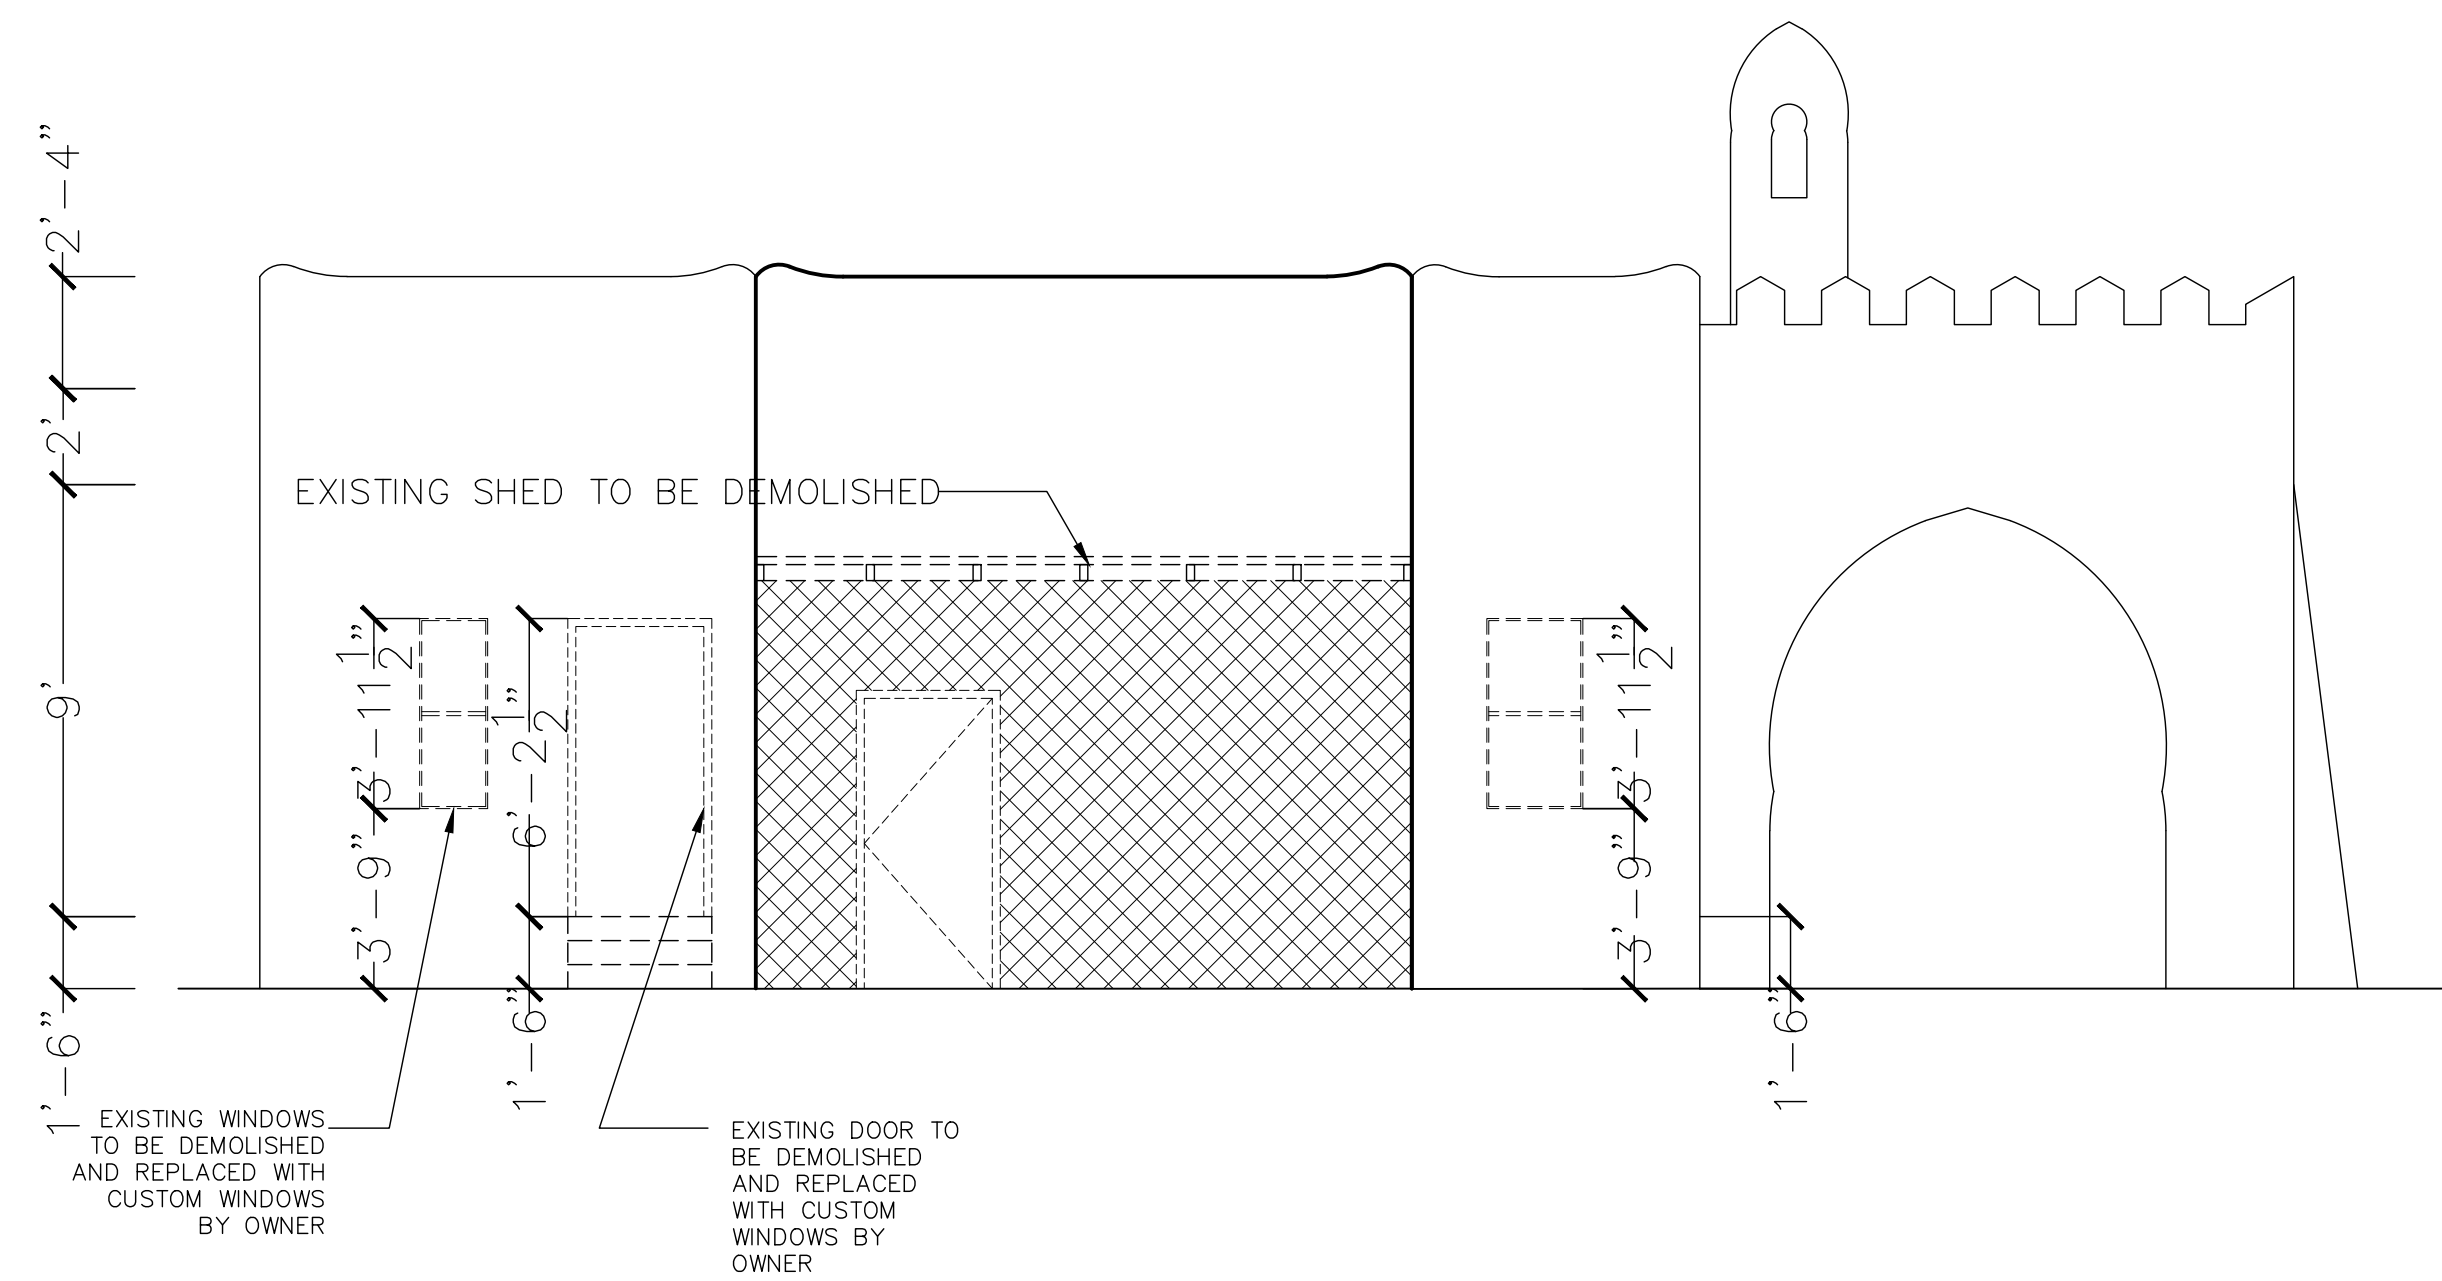 2'-4"
2'
9'
1'-6"
EXISTING SHED TO BE DEMOLISHED
3'-11 1/2"
3'-9"
6'-2 1/2"
1'-6"
3'-11 1/2"
3'-9"
1'-6"
EXISTING WINDOWS
TO BE DEMOLISHED
AND REPLACED WITH
CUSTOM WINDOWS
BY OWNER
EXISTING DOOR TO
BE DEMOLISHED
AND REPLACED
WITH CUSTOM
WINDOWS BY
OWNER